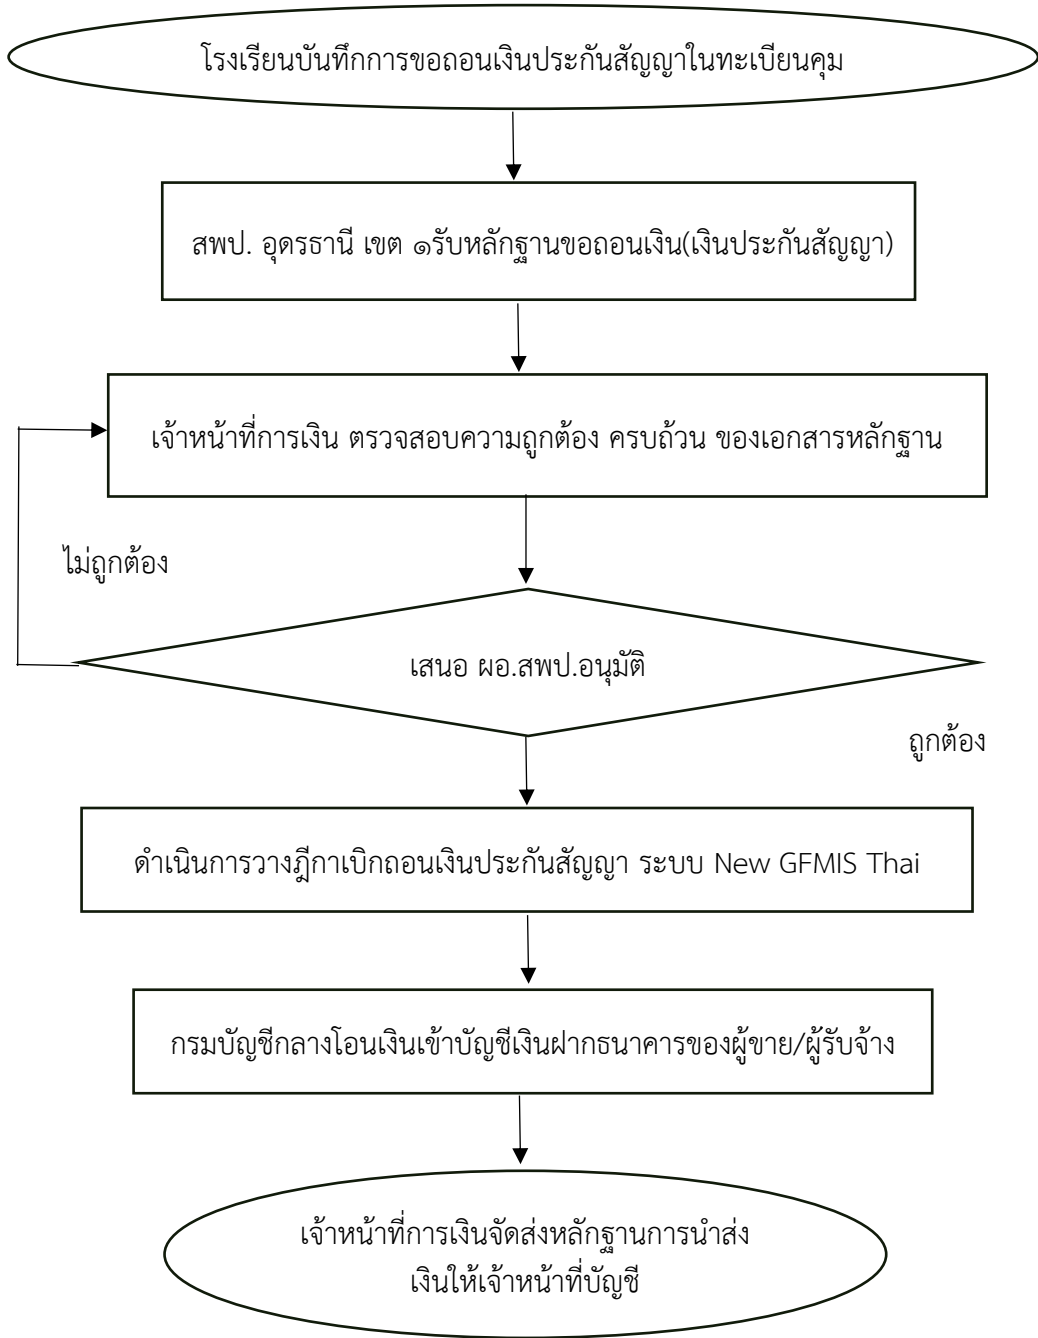 โรงเรียนบันทึกการขอถอนเงินประกันสัญญาในทะเบียนคุม
สพป. อุดรธานี เขต ๑รับหลักฐานขอถอนเงิน(เงินประกันสัญญา)
เจ้าหน้าที่การเงิน ตรวจสอบความถูกต้อง ครบถ้วน ของเอกสารหลักฐาน
ไม่ถูกต้อง
เสนอ ผอ.สพป.อนุมัติ
ถูกต้อง
ดำเนินการวางฎีกาเบิกถอนเงินประกันสัญญา ระบบ New GFMIS Thai
กรมบัญชีกลางโอนเงินเข้าบัญชีเงินฝากธนาคารของผู้ขาย/ผู้รับจ้าง
เจ้าหน้าที่การเงินจัดส่งหลักฐานการนำส่ง
เงินให้เจ้าหน้าที่บัญชี